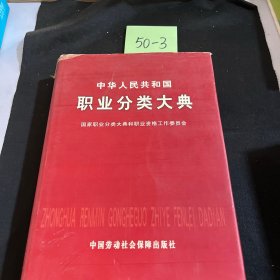 50-3
中华人民共和国
职业分类大典
国家职业分类大典和职业资格工作委员会
ZHONGHUA RENMIN GONGHEGUO ZHIYE FENLEI DADIAN
中国劳动社会保障出版社